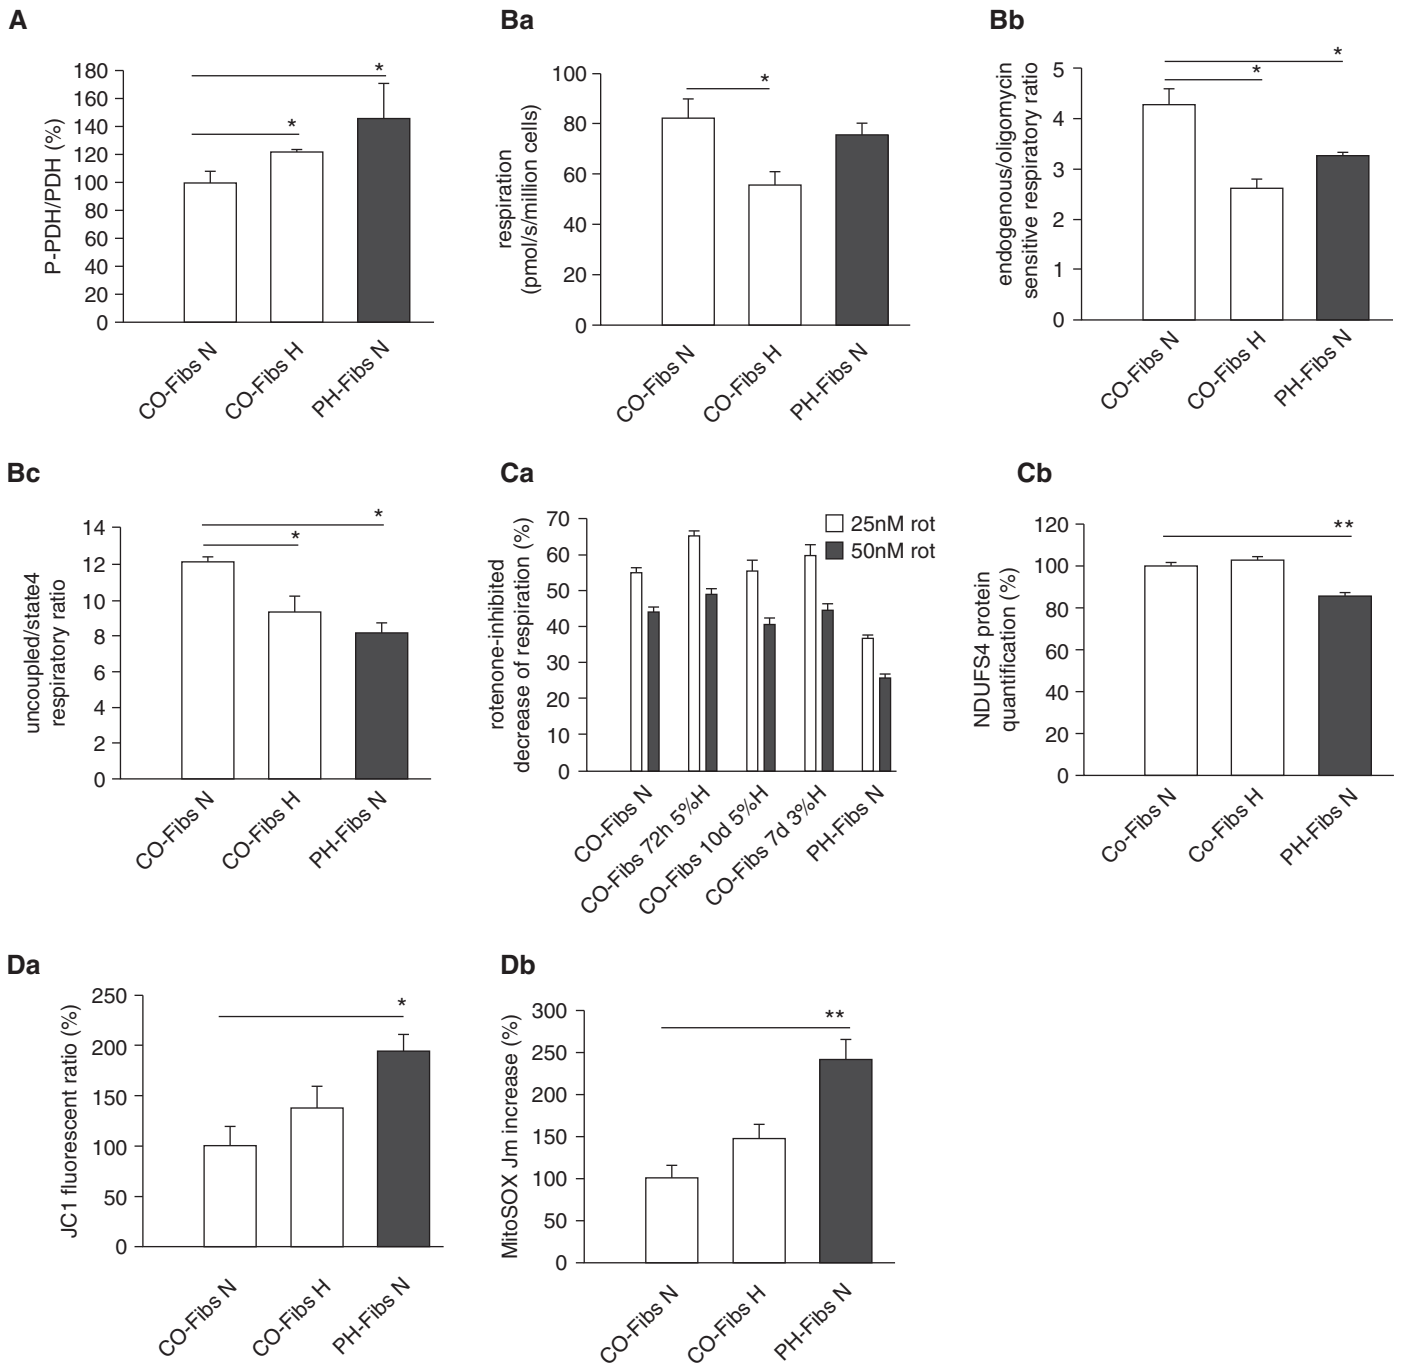 A
P-PDH/PDH (%)
180
160
140
120
100
80
60
40
20
0
*
*
CO-Fibs N
CO-Fibs H
PH-Fibs N
Ba
respiration
(pmol/s/million cells)
100
80
60
40
20
0
*
CO-Fibs N
CO-Fibs H
PH-Fibs N
Bb
endogenous/oligomycin
sensitive respiratory ratio
5
4
3
2
1
0
*
*
CO-Fibs N
CO-Fibs H
PH-Fibs N
Bc
uncoupled/state4
respiratory ratio
14
12
10
8
6
4
2
0
*
*
CO-Fibs N
CO-Fibs H
PH-Fibs N
Ca
rotenone-inhibited
decrease of respiration (%)
70
60
50
40
30
20
10
0
25nM rot
50nM rot
CO-Fibs N
CO-Fibs 72h 5%H
CO-Fibs 10d 5%H
CO-Fibs 7d 3%H
PH-Fibs N
Cb
NDUFS4 protein
quantification (%)
120
100
80
60
40
20
0
**
Co-Fibs N
Co-Fibs H
PH-Fibs N
Da
JC1 fluorescent ratio (%)
250
200
150
100
50
0
*
CO-Fibs N
CO-Fibs H
PH-Fibs N
Db
MitoSOX Jm increase (%)
300
250
200
150
100
50
0
**
CO-Fibs N
CO-Fibs H
PH-Fibs N